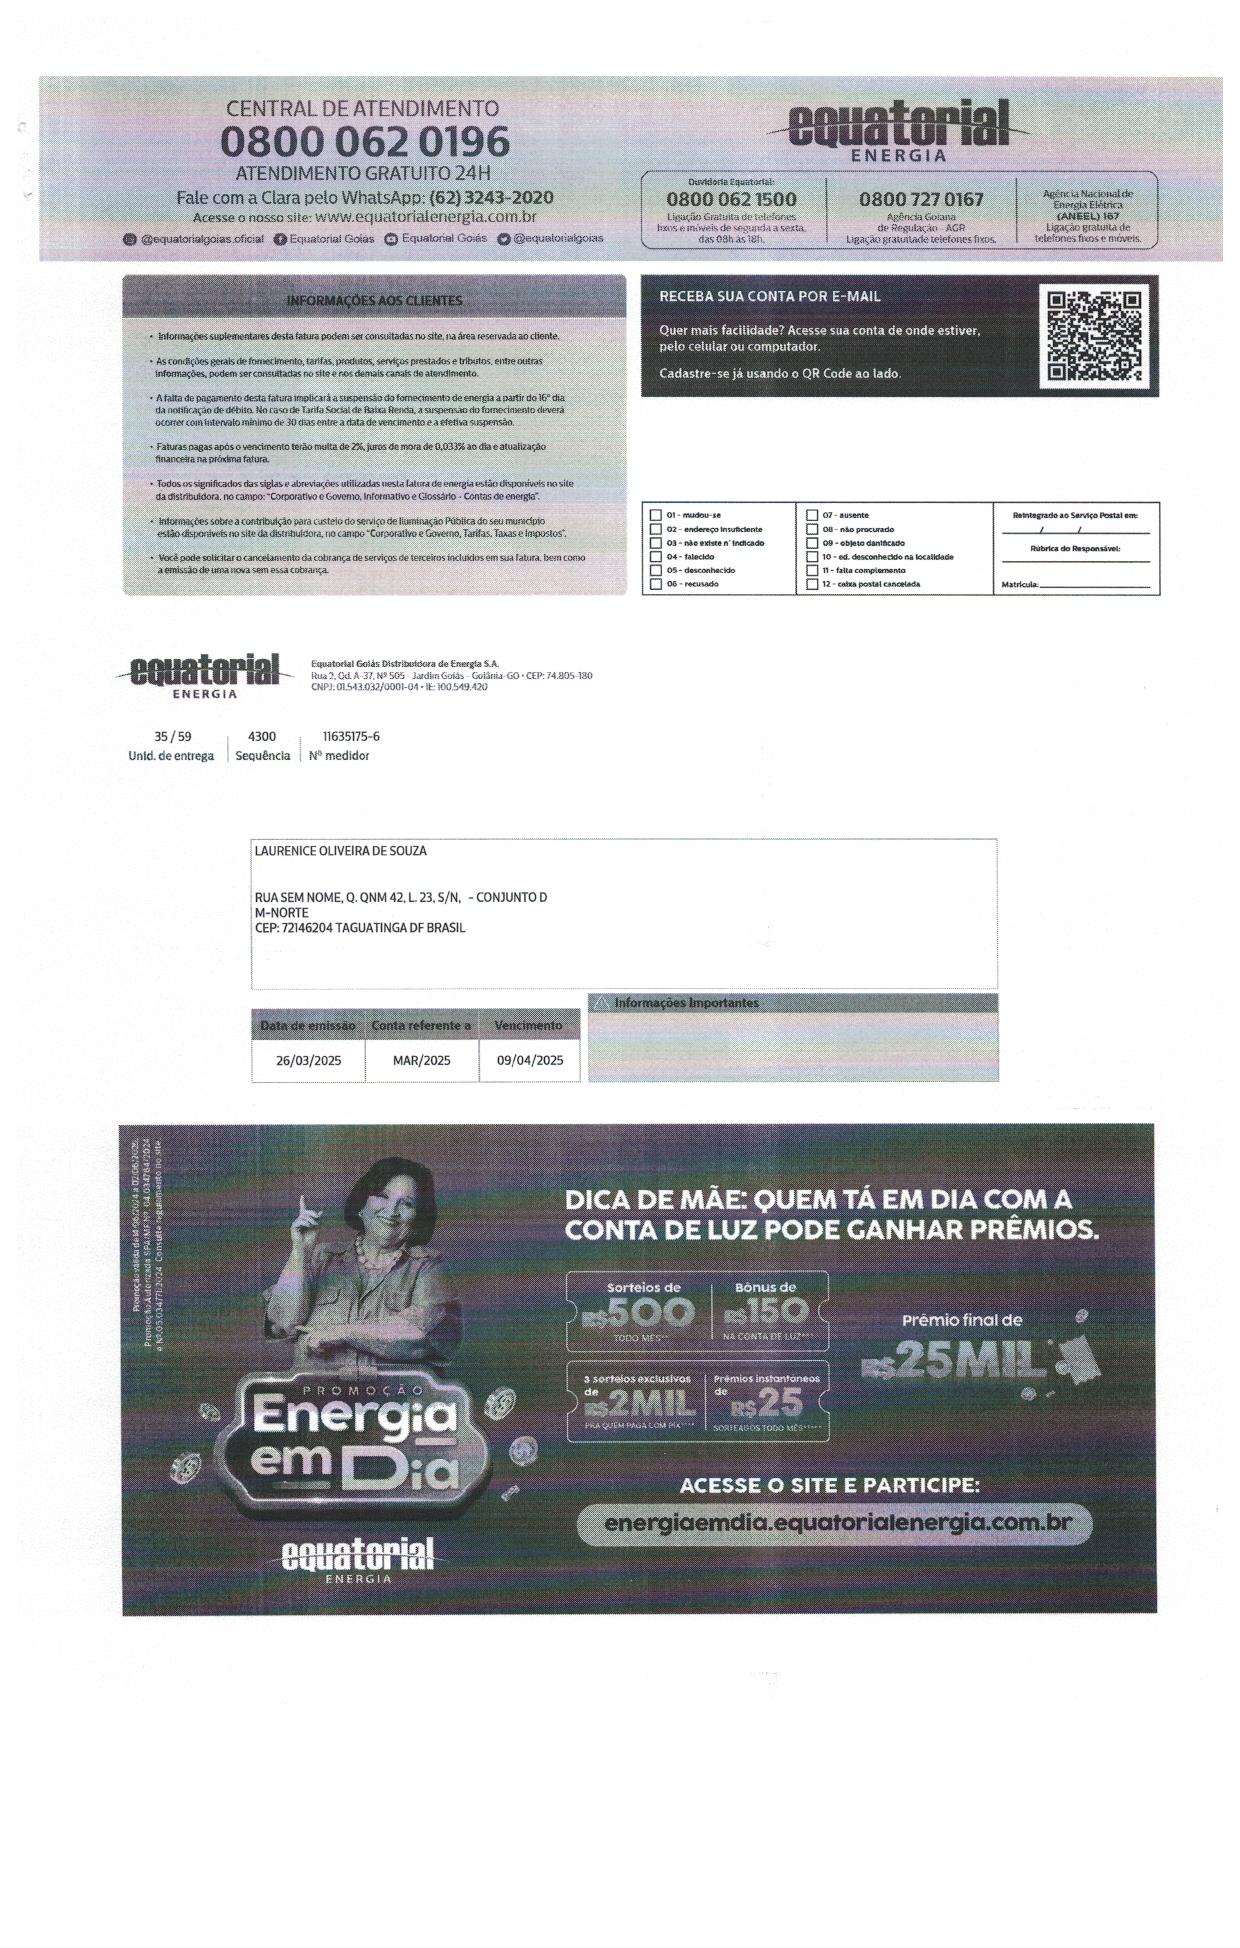 CENTRAL DE ATENDIMENTO
0800 062 0196
ATENDIMENTO GRATUITO 24H
Fale com a Clara pelo WhatsApp: (62) 3243-2020
Acesse o nosso site: www.equatorialenergia.com.br
@equatorialgoias.oficial Equatorial Goías Equatorial Goiás @equatorialgoias
equatorial
ENERGIA
Ouvidoria Equatorial:
0800 062 1500
Ligação Gratuita de telefones
fixos e móveis de segunda a sexta,
das 08h às 18h.
0800 727 0167
Agência Goiana
de Regulação - AGR
Ligação gratuitade telefones fixos.
Agência Nacional de
Energia Elétrica
(ANEEL) 167
Ligação gratuita de
telefones fixos e móveis.
INFORMAÇÕES AOS CLIENTES
• Informações suplementares desta fatura podem ser consultadas no site, na área reservada ao cliente.
• As condições gerais de fornecimento, tarifas, produtos, serviços prestados e tributos, entre outras
informações, podem ser consultadas no site e nos demais canais de atendimento.
• A falta de pagamento desta fatura implicará a suspensão do fornecimento de energia a partir do 16º dia
da notificação de débito. No caso de Tarifa Social de Baixa Renda, a suspensão do fornecimento deverá
ocorrer com intervalo mínimo de 30 dias entre a data de vencimento e a efetiva suspensão.
• Faturas pagas após o vencimento terão multa de 2%, juros de mora de 0,033% ao dia e atualização
financeira na próxima fatura.
• Todos os significados das siglas e abreviações utilizadas nesta fatura de energia estão disponíveis no site
da distribuidora, no campo: "Corporativo e Governo, Informativo e Glossário - Contas de energia".
• Informações sobre a contribuição para custeio do serviço de Iluminação Pública do seu município
estão disponíveis no site da distribuidora, no campo "Corporativo e Governo, Tarifas, Taxas e Impostos".
• Você pode solicitar o cancelamento da cobrança de serviços de terceiros incluídos em sua fatura, bem como
a emissão de uma nova sem essa cobrança.
RECEBA SUA CONTA POR E-MAIL
Quer mais facilidade? Acesse sua conta de onde estiver,
pelo celular ou computador.
Cadastre-se já usando o QR Code ao lado.
01 - mudou-se
02 - endereço insuficiente
03 - não existe n° indicado
04 - falecido
05 - desconhecido
06 - recusado
07 - ausente
08 - não procurado
09 - objeto danificado
10 - ed. desconhecido na localidade
11 - falta complemento
12 - caixa postal cancelada
Reintegrado ao Serviço Postal em:
/ /
Rúbrica do Responsável:
Matrícula:
equatorial
ENERGIA
Equatorial Goiás Distribuidora de Energia S.A.
Rua 2, Qd. A-37, Nº 505 - Jardim Goiás - Goiânia-GO • CEP: 74.805-180
CNPJ: 01.543.032/0001-04 • IE: 100.549.420
35 / 59 4300 11635175-6
Unid. de entrega Sequência Nº medidor
LAURENICE OLIVEIRA DE SOUZA
RUA SEM NOME, Q. QNM 42, L. 23, S/N, - CONJUNTO D
M-NORTE
CEP: 72146204 TAGUATINGA DF BRASIL
Informações Importantes
Data de emissão Conta referente a Vencimento
26/03/2025 MAR/2025 09/04/2025
Promoção válida de 14/06/2024 a 02/06/2025.
Promoção Autorizada SPA/MF Nº. 04.034764/2024
e Nº.05.034771/2024. Consulte regulamento no site.
DICA DE MÃE: QUEM TÁ EM DIA COM A
CONTA DE LUZ PODE GANHAR PRÊMIOS.
Sorteios de
R$500
TODO MÊS**
Bônus de
R$150
NA CONTA DE LUZ***
3 sorteios exclusivos
de
R$2MIL
PRA QUEM PAGA COM PIX****
Prêmios instantâneos
de
R$25
SORTEADOS TODO MÊS*****
Prêmio final de
R$25MIL
PROMOÇÃO
Energia
em Dia
equatorial
ENERGIA
ACESSE O SITE E PARTICIPE:
energiaemdia.equatorialenergia.com.br